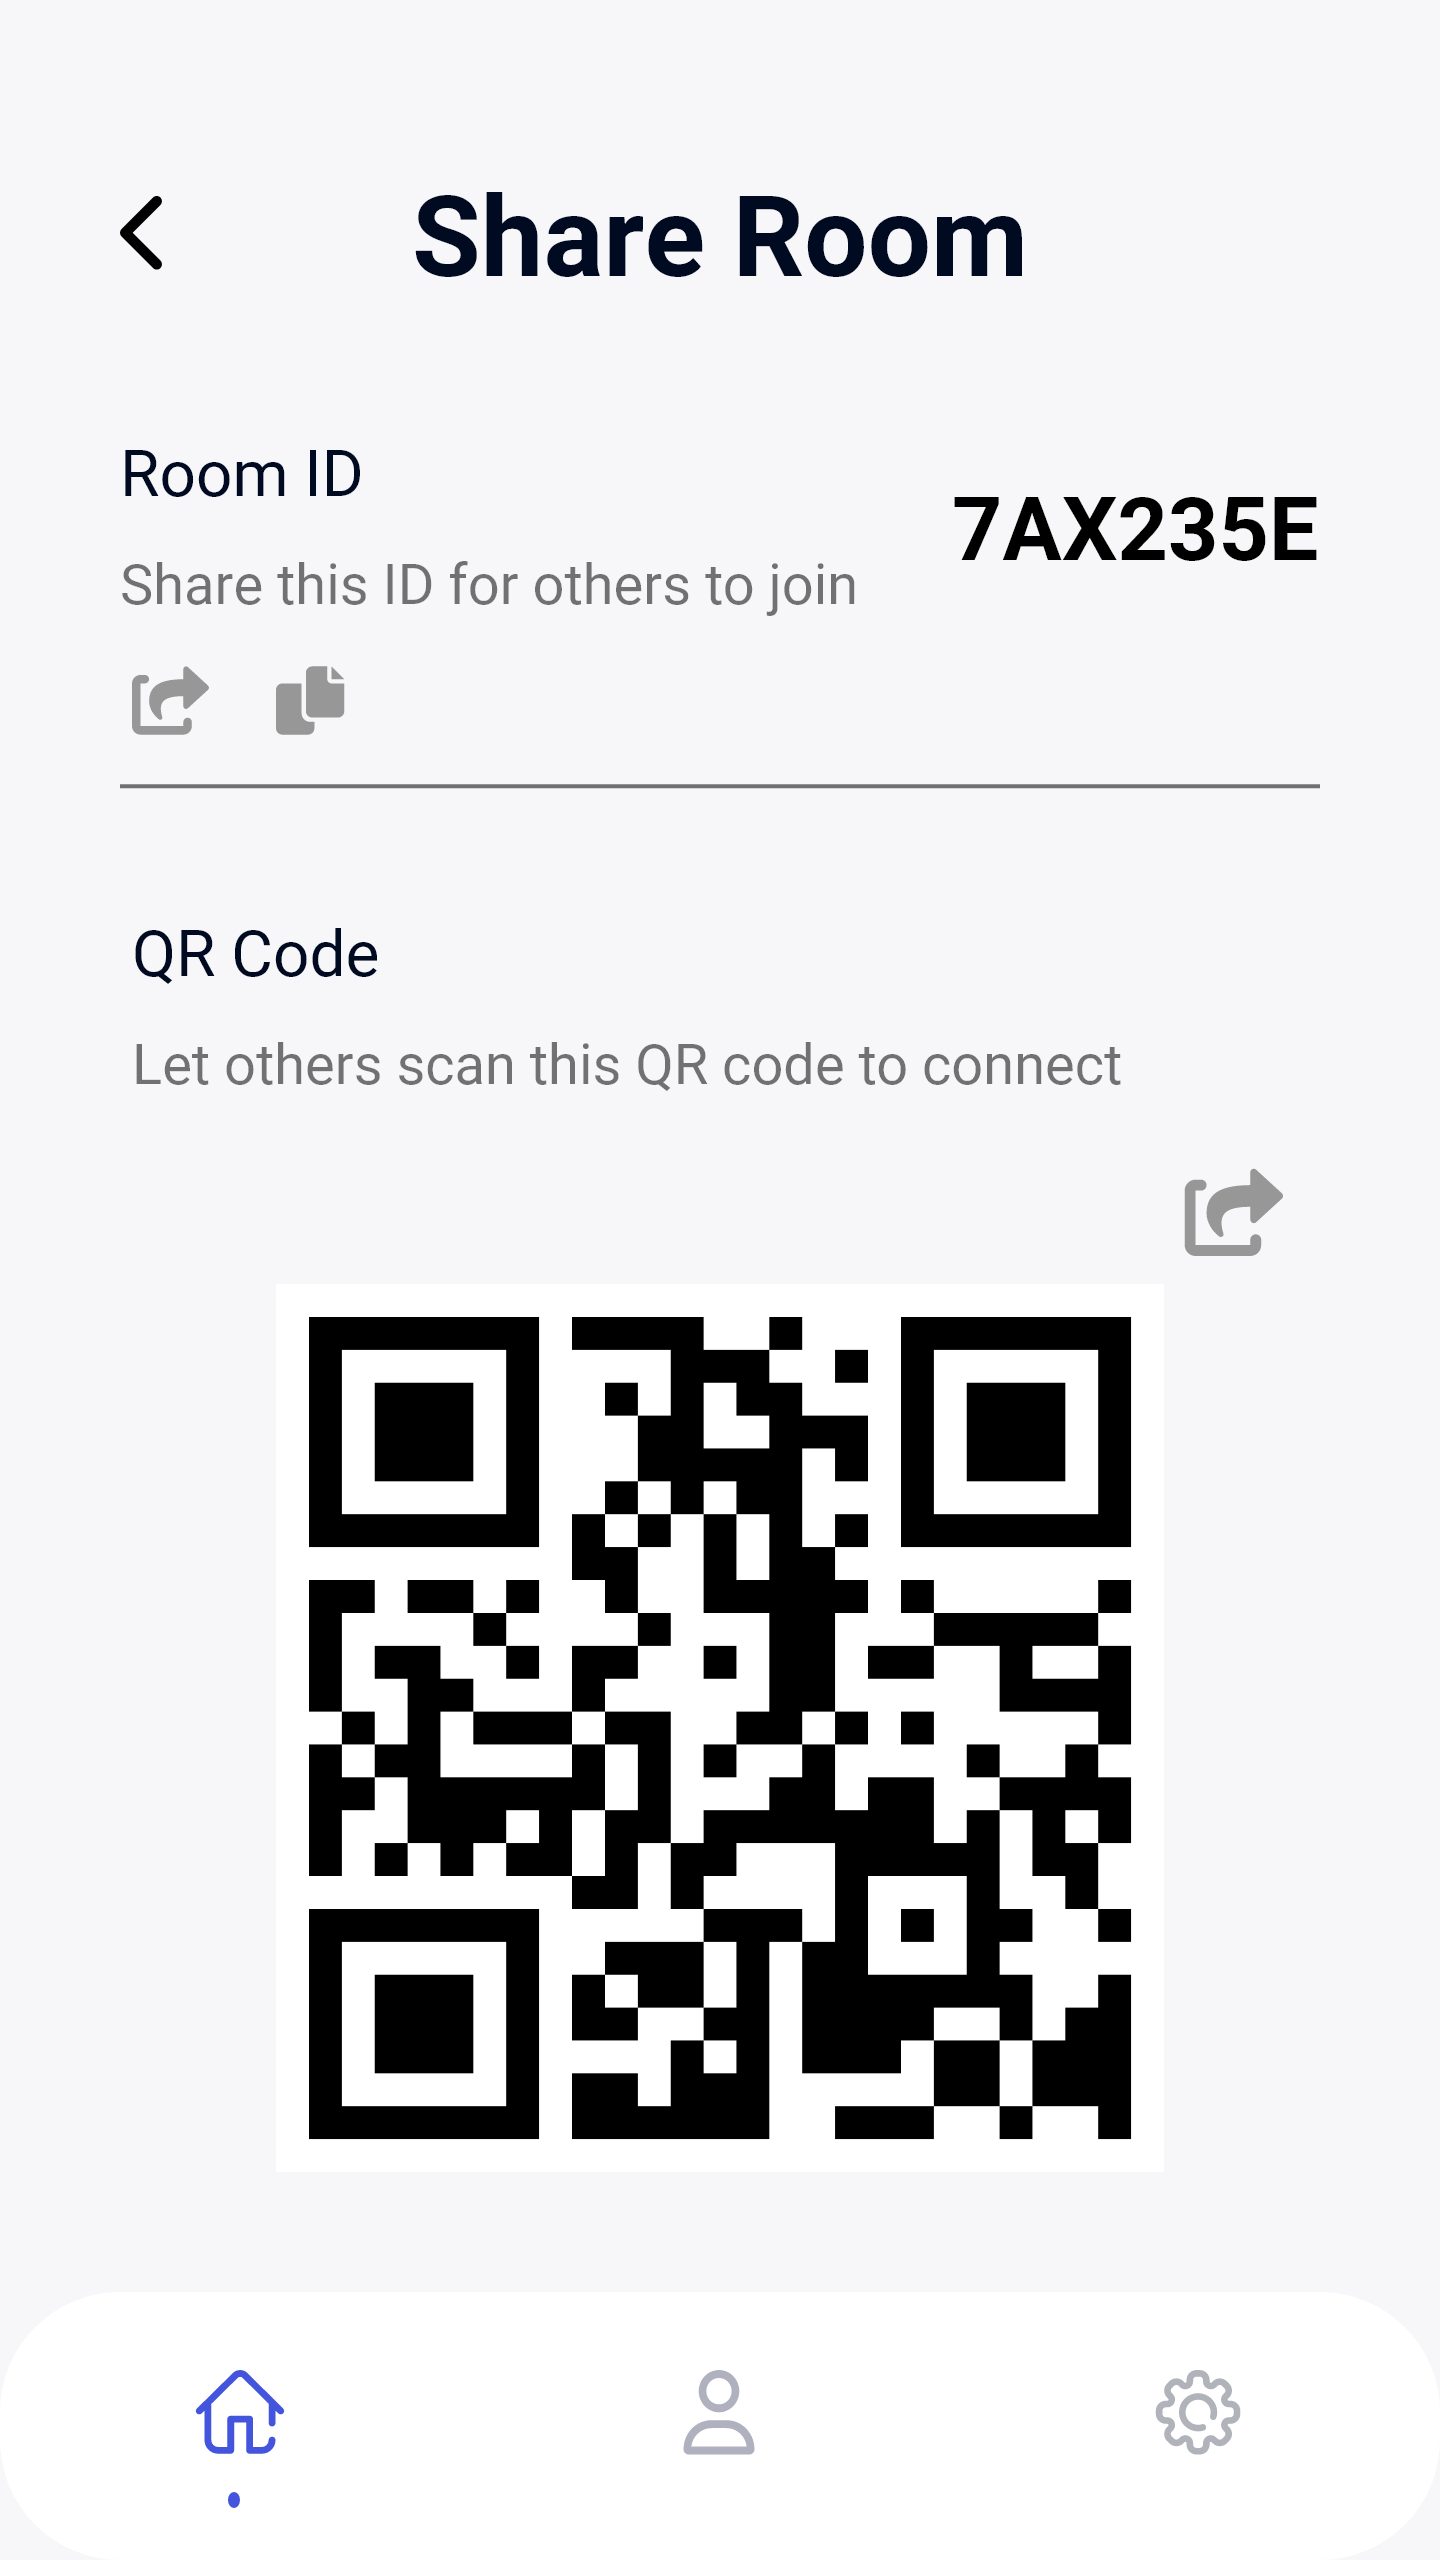 Share Room
Room ID
7AX235E
Share this ID for others to join
QR Code
Let others scan this QR code to connect